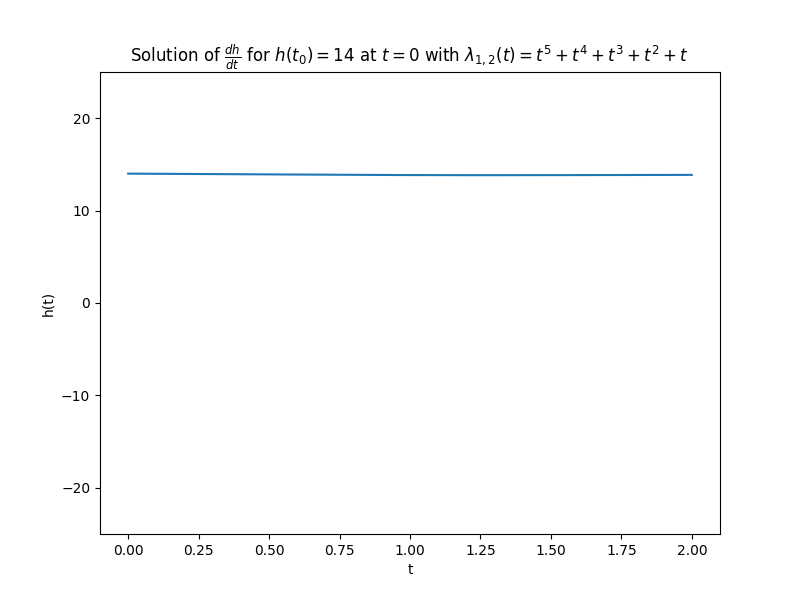 Solution of $\frac{dh}{dt}$ for $h(t_0) = 14$ at $t = 0$ with $\lambda_{1,2}(t) = t^5 + t^4 + t^3 + t^2 + t$
20
10
0
−10
−20
h(t)
0.00 0.25 0.50 0.75 1.00 1.25 1.50 1.75 2.00
t